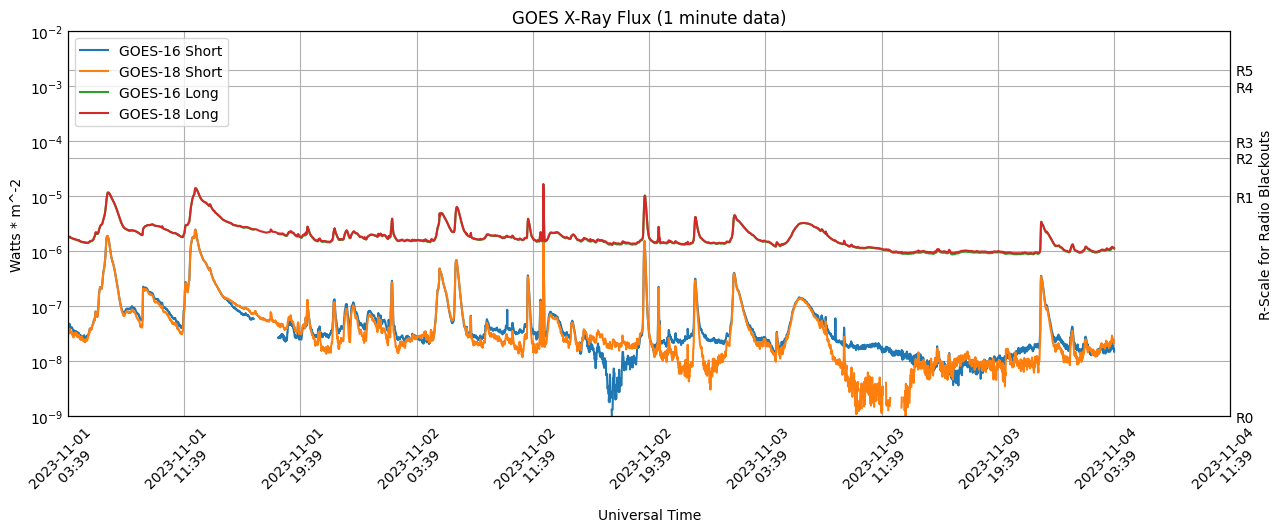 GOES X-Ray Flux (1 minute data)
GOES-16 Short
GOES-18 Short
GOES-16 Long
GOES-18 Long
Watts * m^-2
10⁻²
10⁻³
10⁻⁴
10⁻⁵
10⁻⁶
10⁻⁷
10⁻⁸
10⁻⁹
R5
R4
R3
R2
R1
R0
R-Scale for Radio Blackouts
2023-11-01
03:39
2023-11-01
11:39
2023-11-01
19:39
2023-11-02
03:39
2023-11-02
11:39
2023-11-02
19:39
2023-11-03
03:39
2023-11-03
11:39
2023-11-03
19:39
2023-11-04
03:39
2023-11-04
11:39
Universal Time